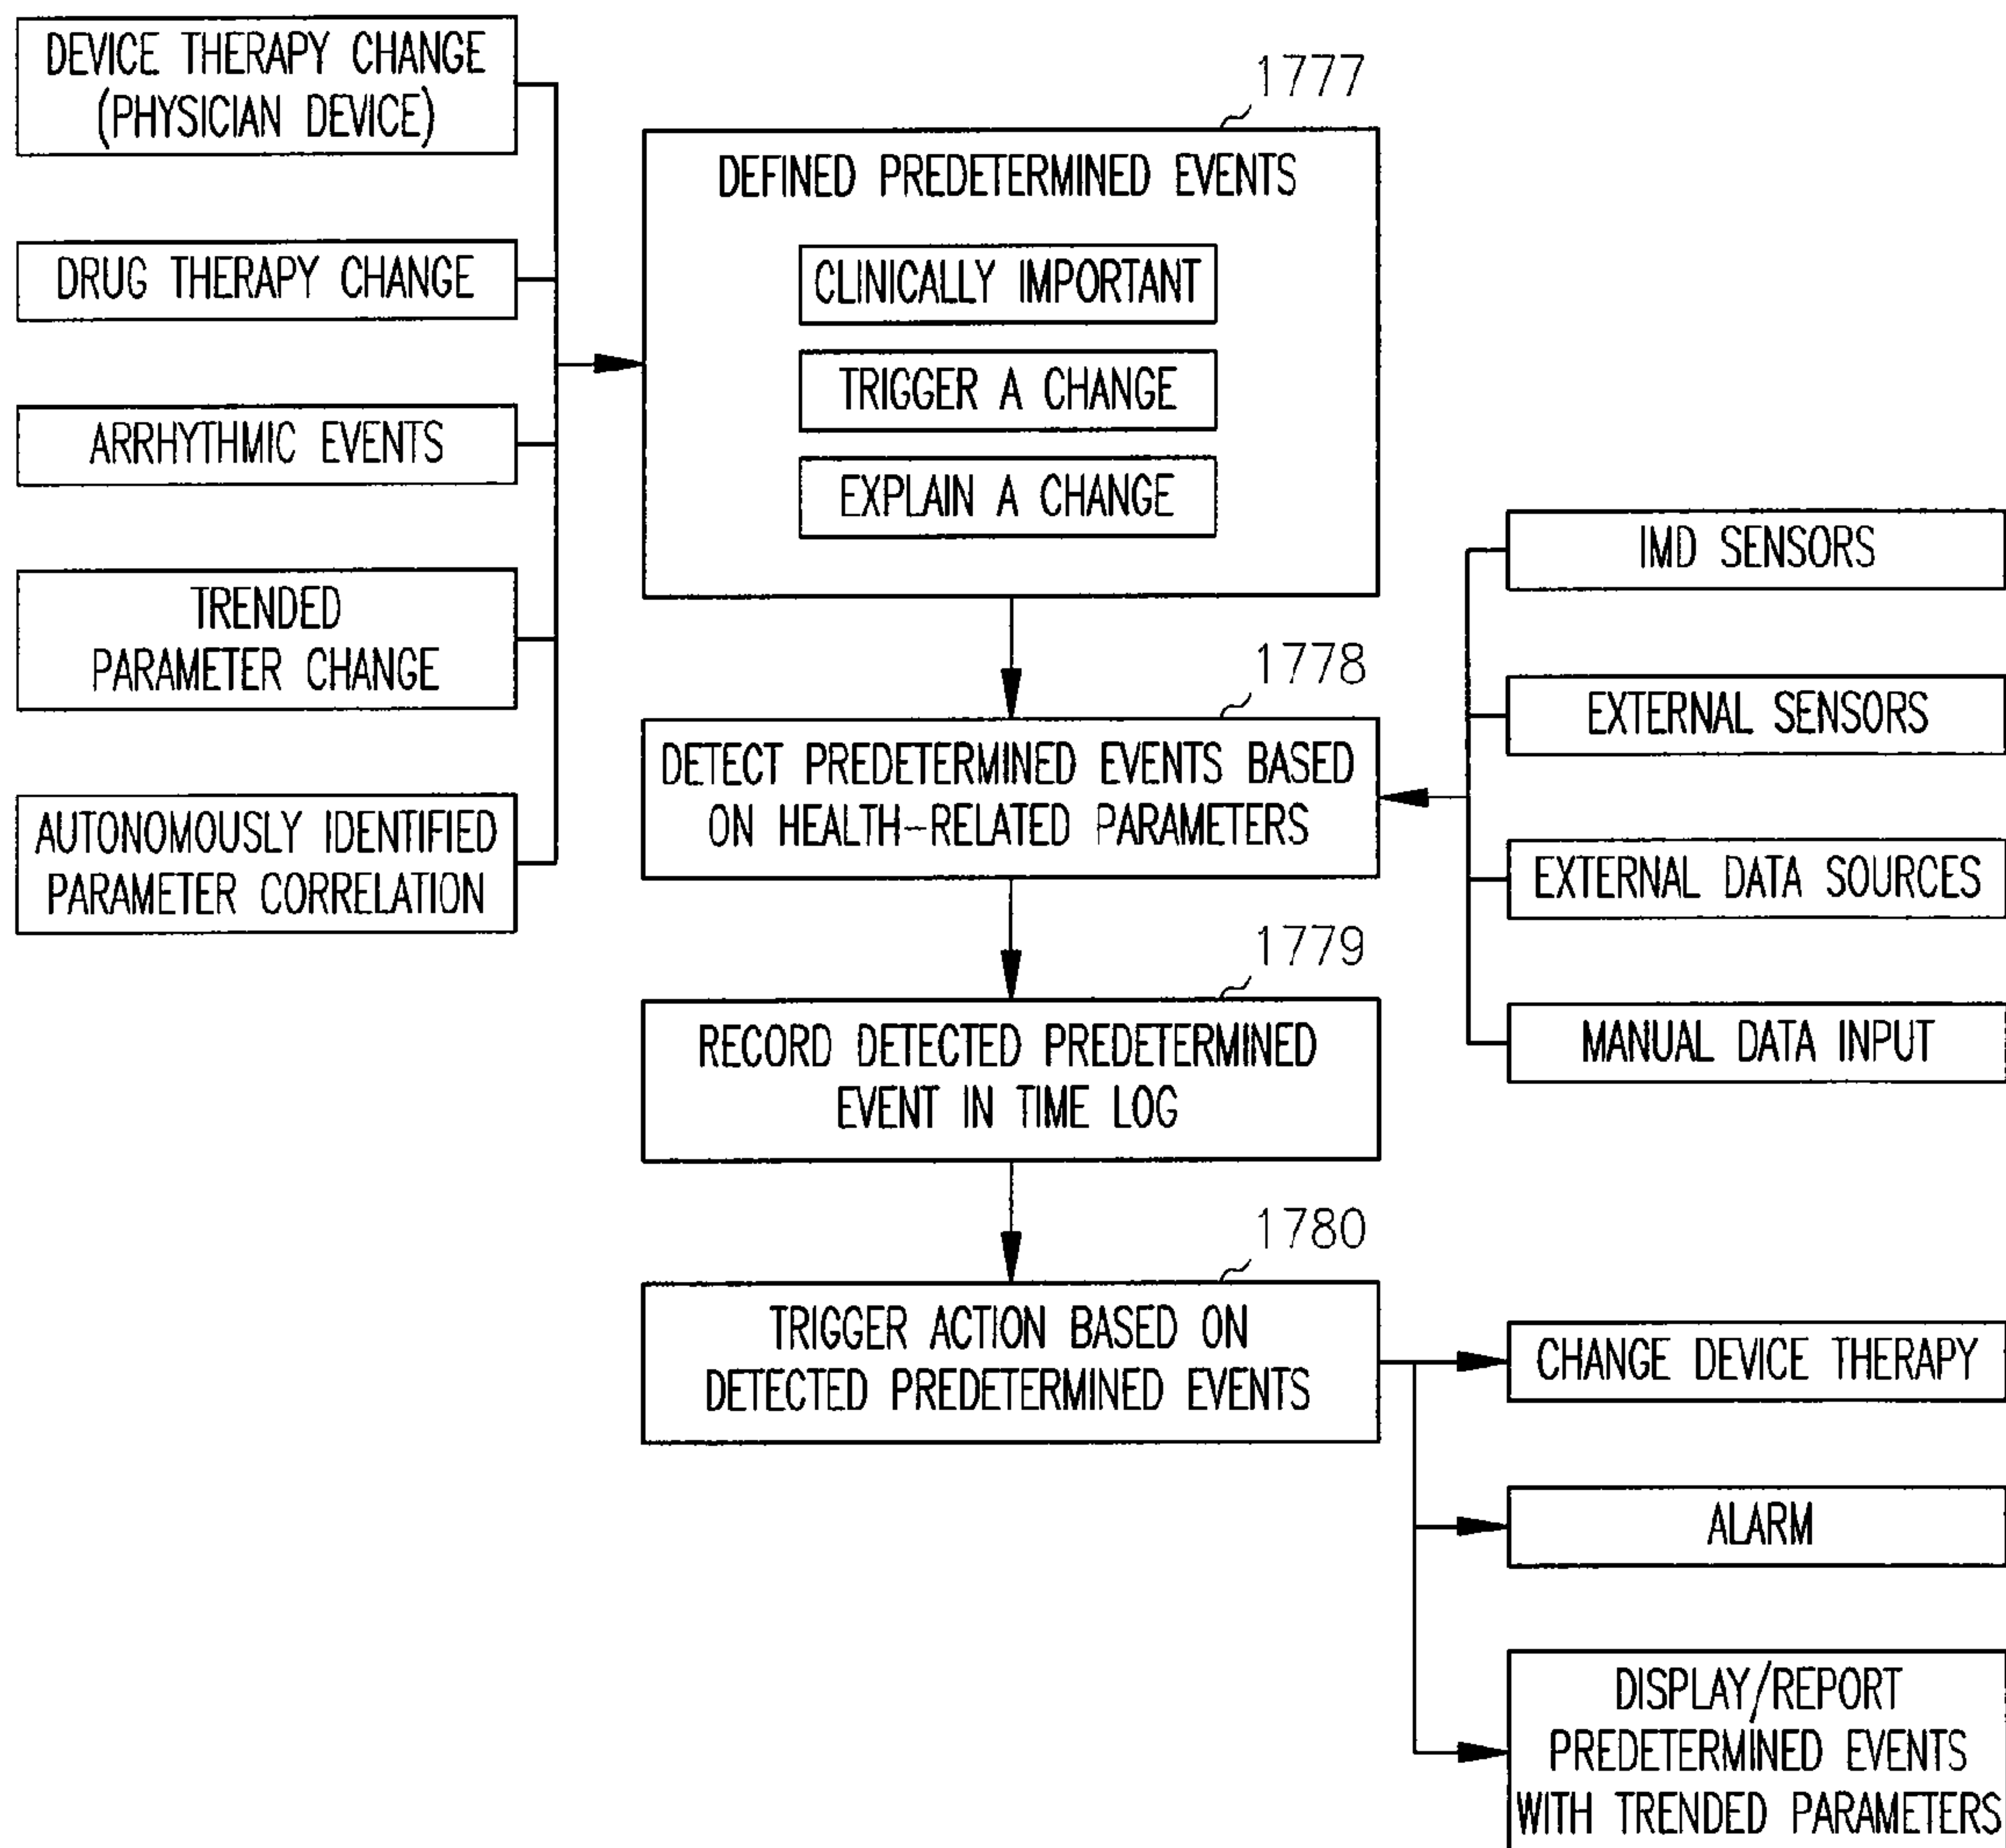 DEVICE THERAPY CHANGE
(PHYSICIAN DEVICE)
DRUG THERAPY CHANGE
ARRHYTHMIC EVENTS
TRENDED
PARAMETER CHANGE
AUTONOMOUSLY IDENTIFIED
PARAMETER CORRELATION
1777
DEFINED PREDETERMINED EVENTS
CLINICALLY IMPORTANT
TRIGGER A CHANGE
EXPLAIN A CHANGE
1778
DETECT PREDETERMINED EVENTS BASED
ON HEALTH-RELATED PARAMETERS
IMD SENSORS
EXTERNAL SENSORS
EXTERNAL DATA SOURCES
MANUAL DATA INPUT
1779
RECORD DETECTED PREDETERMINED
EVENT IN TIME LOG
1780
TRIGGER ACTION BASED ON
DETECTED PREDETERMINED EVENTS
CHANGE DEVICE THERAPY
ALARM
DISPLAY/REPORT
PREDETERMINED EVENTS
WITH TRENDED PARAMETERS